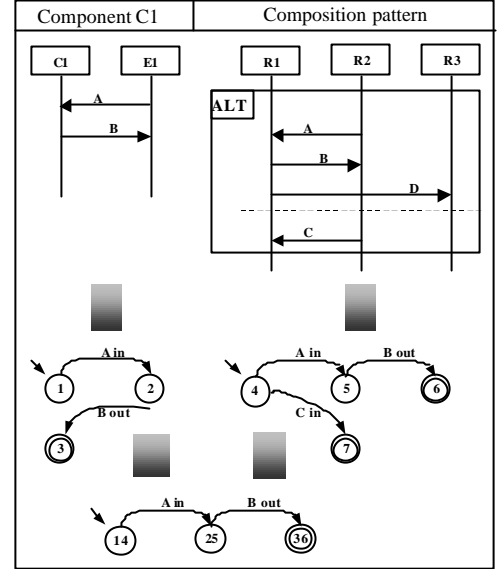 Component C1 Composition pattern
C1 E1 R1 R2 R3
ALT
A
B
A
B
D
C
A in
1 2
B out
3
A in B out
4 5 6
C in
7
A in B out
14 25 36